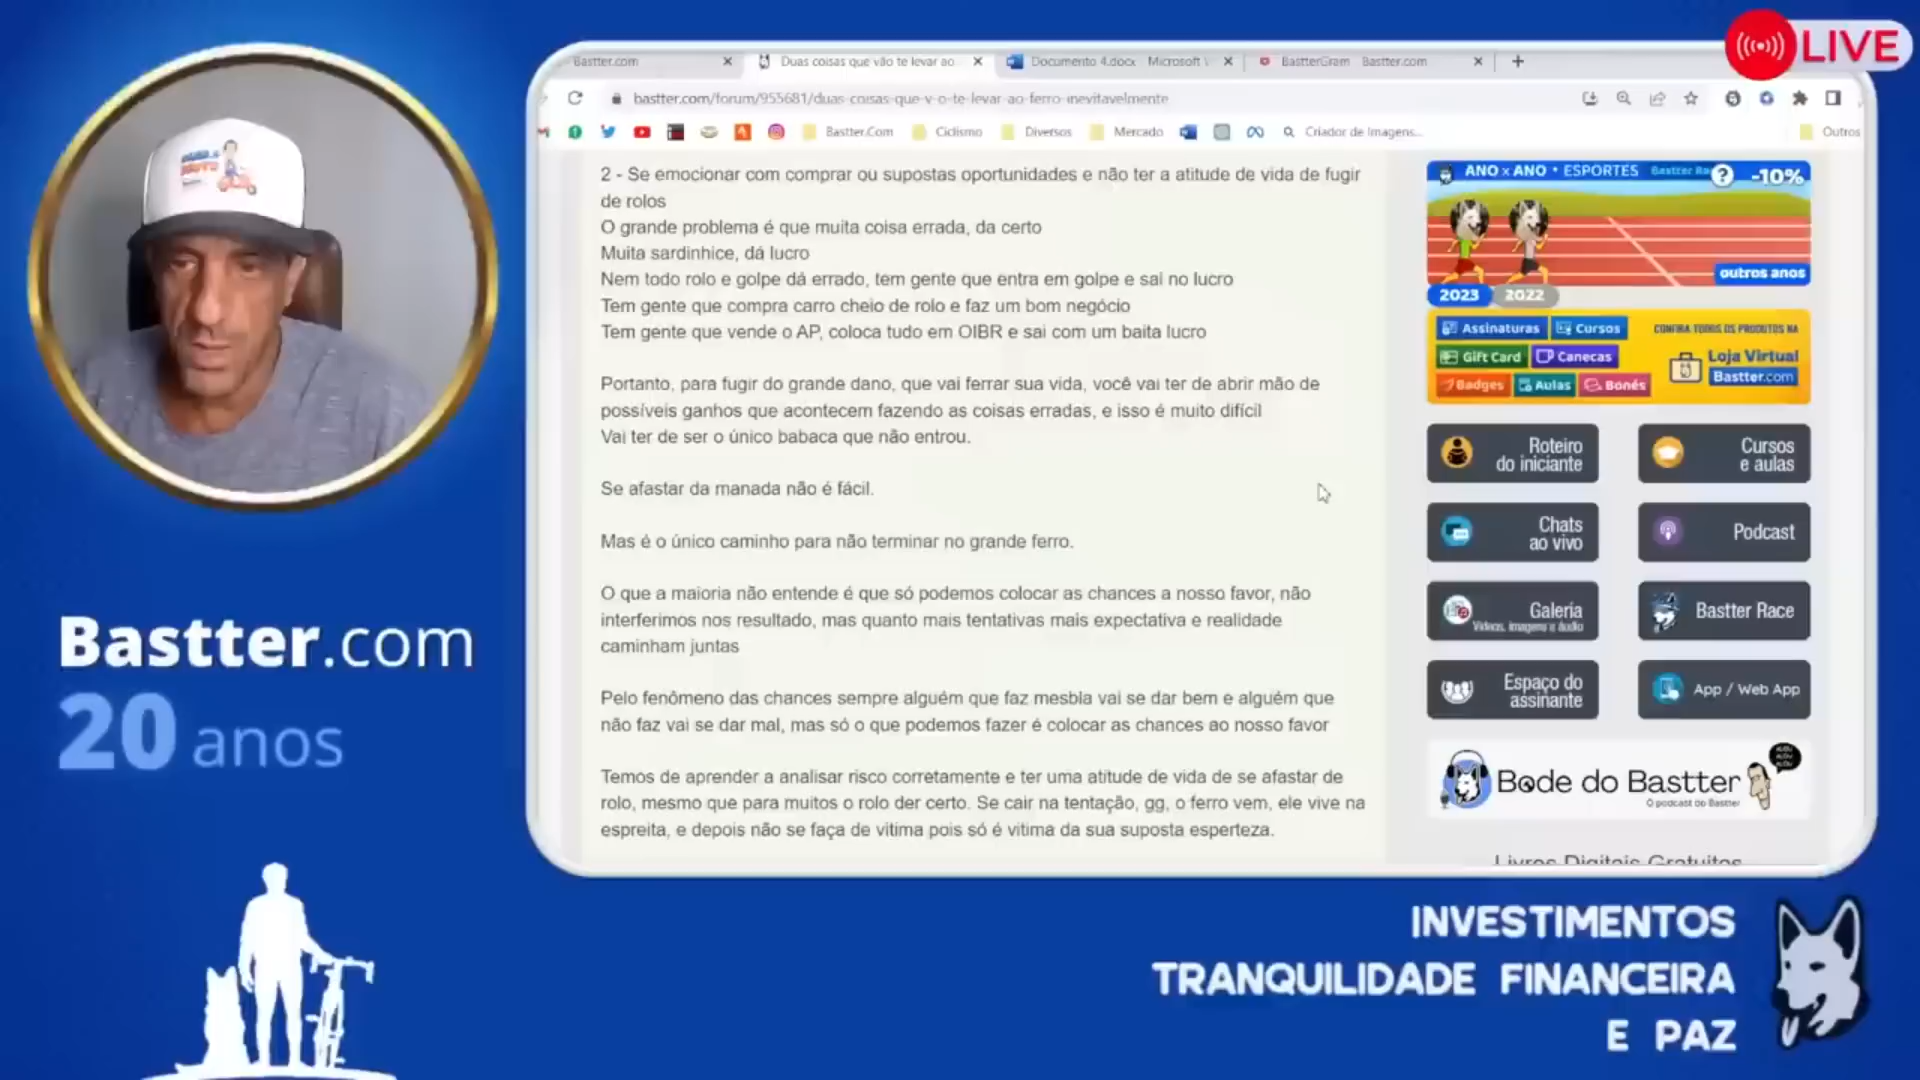 LIVE
Bastter.com
Duas coisas que vão te levar ao
Documento 4.docx Microsoft
BastterGram Bastter.com
bastter.com/forum/955681/duas-coisas-que-v-o-te-levar-ao-ferro-inevitavelmente
Bastter.Com
Ciclismo
Diversos
Mercado
Criador de Imagens...
Outros
2 - Se emocionar com comprar ou supostas oportunidades e não ter a atitude de vida de fugir
de rolos
O grande problema é que muita coisa errada, da certo
Muita sardinhice, dá lucro
Nem todo rolo e golpe dá errado, tem gente que entra em golpe e sai no lucro
Tem gente que compra carro cheio de rolo e faz um bom negócio
Tem gente que vende o AP, coloca tudo em OIBR e sai com um baita lucro
Portanto, para fugir do grande dano, que vai ferrar sua vida, você vai ter de abrir mão de
possíveis ganhos que acontecem fazendo as coisas erradas, e isso é muito difícil
Vai ter de ser o único babaca que não entrou.
Se afastar da manada não é fácil.
Mas é o único caminho para não terminar no grande ferro.
O que a maioria não entende é que só podemos colocar as chances a nosso favor, não
interferimos nos resultado, mas quanto mais tentativas mais expectativa e realidade
caminham juntas
Pelo fenômeno das chances sempre alguém que faz mesbla vai se dar bem e alguém que
não faz vai se dar mal, mas só o que podemos fazer é colocar as chances ao nosso favor
Temos de aprender a analisar risco corretamente e ter uma atitude de vida de se afastar de
rolo, mesmo que para muitos o rolo der certo. Se cair na tentação, gg, o ferro vem, ele vive na
espreita, e depois não se faça de vitima pois só é vitima da sua suposta esperteza.
ANO x ANO • ESPORTES
? -10%
outros anos
2023
2022
Assinaturas
Cursos
CONFIRA TODOS OS PRODUTOS NA
Gift Card
Canecas
Loja Virtual
Bastter.com
Badges
Aulas
Bonés
Roteiro
do iniciante
Cursos
e aulas
Chats
ao vivo
Podcast
Galeria
Vídeos, imagens e áudio
Bastter Race
Espaço do
assinante
App / Web App
Bode do Bastter
O podcast do Bastter
Livros Digitais Gratuitos
Bastter.com
20 anos
INVESTIMENTOS
TRANQUILIDADE FINANCEIRA
E PAZ